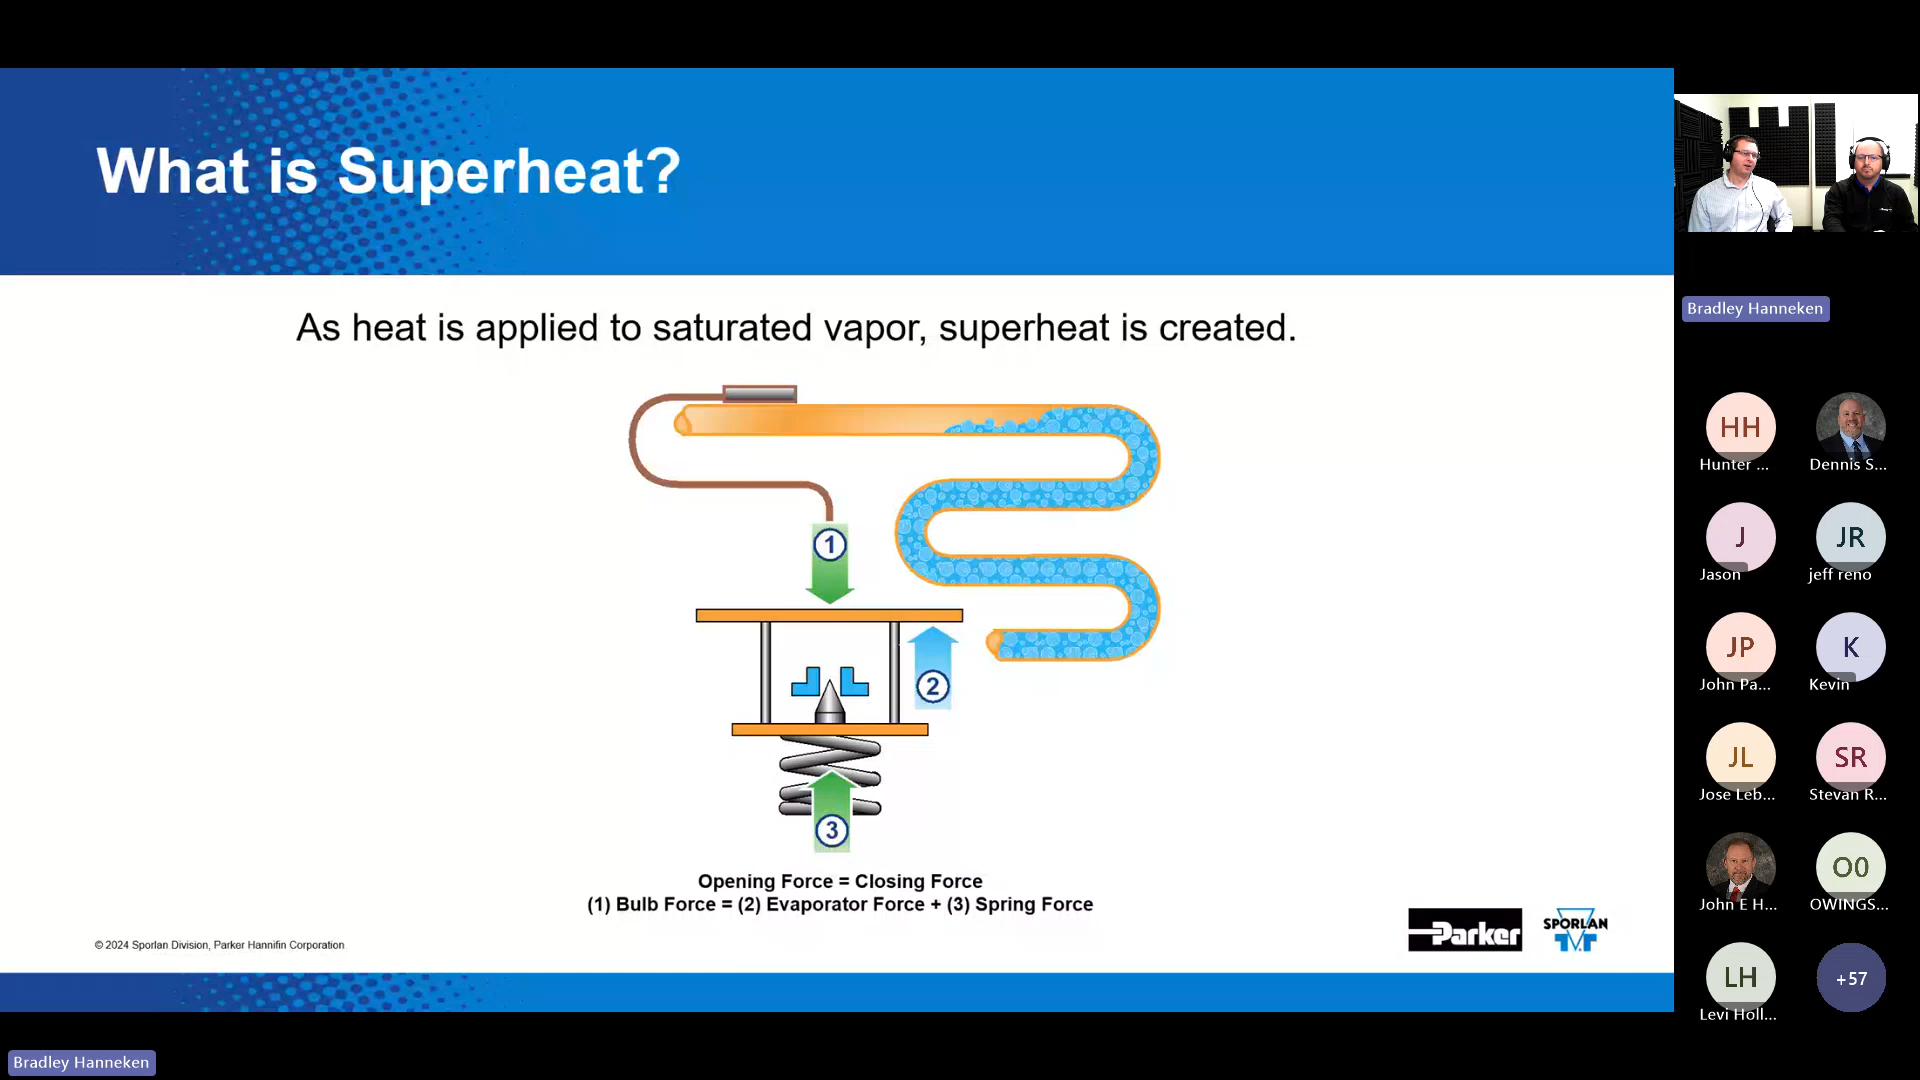 What is Superheat?
As heat is applied to saturated vapor, superheat is created.
1
2
3
Opening Force = Closing Force
(1) Bulb Force = (2) Evaporator Force + (3) Spring Force
© 2024 Sporlan Division, Parker Hannifin Corporation
Parker
SPORLAN
Bradley Hanneken
HH
Hunter ...
Dennis S...
J
Jason
JR
jeff reno
JP
John Pa...
K
Kevin
JL
Jose Leb...
SR
Stevan R...
John E H...
O0
OWINGS...
LH
Levi Holl...
+57
Bradley Hanneken